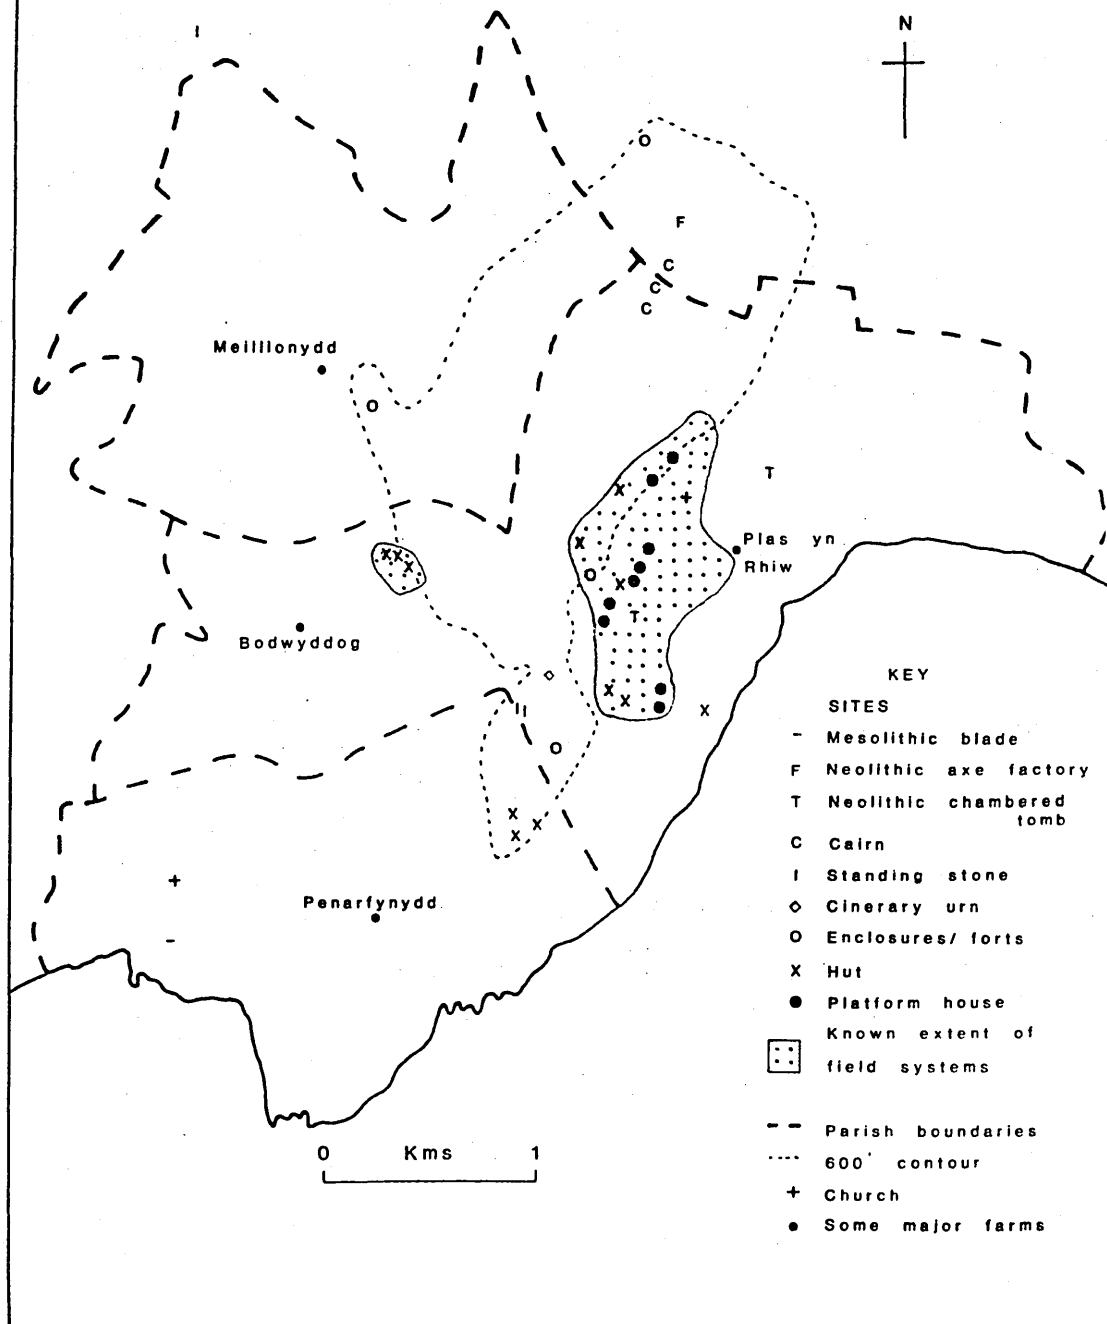 N
O
F
C
C
C
Meillionydd
O
T
X
+
X
Plas yn
Rhiw
X X
X
O
X
T
Bodwyddog
X
X
X
O
X
X
X
+
Penarfynydd
KEY
SITES
- Mesolithic blade
F Neolithic axe factory
T Neolithic chambered
tomb
C Cairn
I Standing stone
◇ Cinerary urn
O Enclosures/ forts
X Hut
● Platform house
Known extent of
field systems
Parish boundaries
600' contour
+ Church
● Some major farms
0 Kms 1